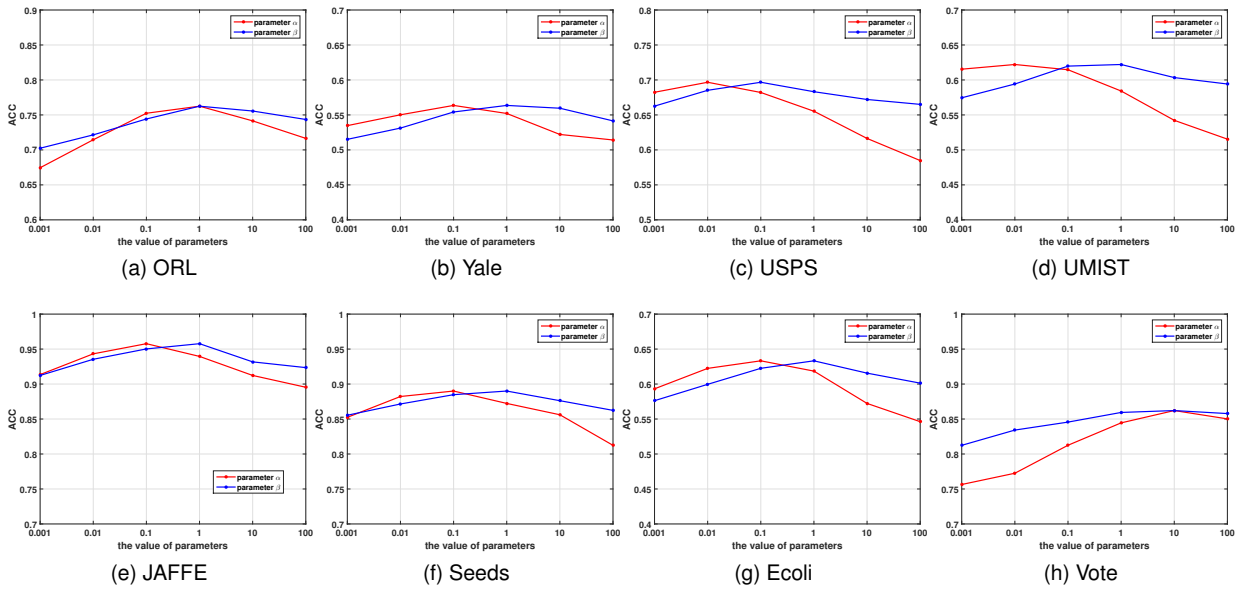 0.9
0.85
0.8
0.75
0.7
0.65
0.6
ACC
0.001 0.01 0.1 1 10 100
the value of parameters
parameter α
parameter β
(a) ORL
0.7
0.65
0.6
0.55
0.5
0.45
0.4
ACC
0.001 0.01 0.1 1 10 100
the value of parameters
parameter α
parameter β
(b) Yale
0.8
0.75
0.7
0.65
0.6
0.55
0.5
ACC
0.001 0.01 0.1 1 10 100
the value of parameters
parameter α
parameter β
(c) USPS
0.7
0.65
0.6
0.55
0.5
0.45
0.4
ACC
0.001 0.01 0.1 1 10 100
the value of parameters
parameter α
parameter β
(d) UMIST
1
0.95
0.9
0.85
0.8
0.75
0.7
ACC
0.001 0.01 0.1 1 10 100
the value of parameters
parameter α
parameter β
(e) JAFFE
1
0.95
0.9
0.85
0.8
0.75
0.7
ACC
0.001 0.01 0.1 1 10 100
the value of parameters
parameter α
parameter β
(f) Seeds
0.7
0.65
0.6
0.55
0.5
0.45
0.4
ACC
0.001 0.01 0.1 1 10 100
the value of parameters
parameter α
parameter β
(g) Ecoli
1
0.95
0.9
0.85
0.8
0.75
0.7
ACC
0.001 0.01 0.1 1 10 100
the value of parameters
parameter α
parameter β
(h) Vote